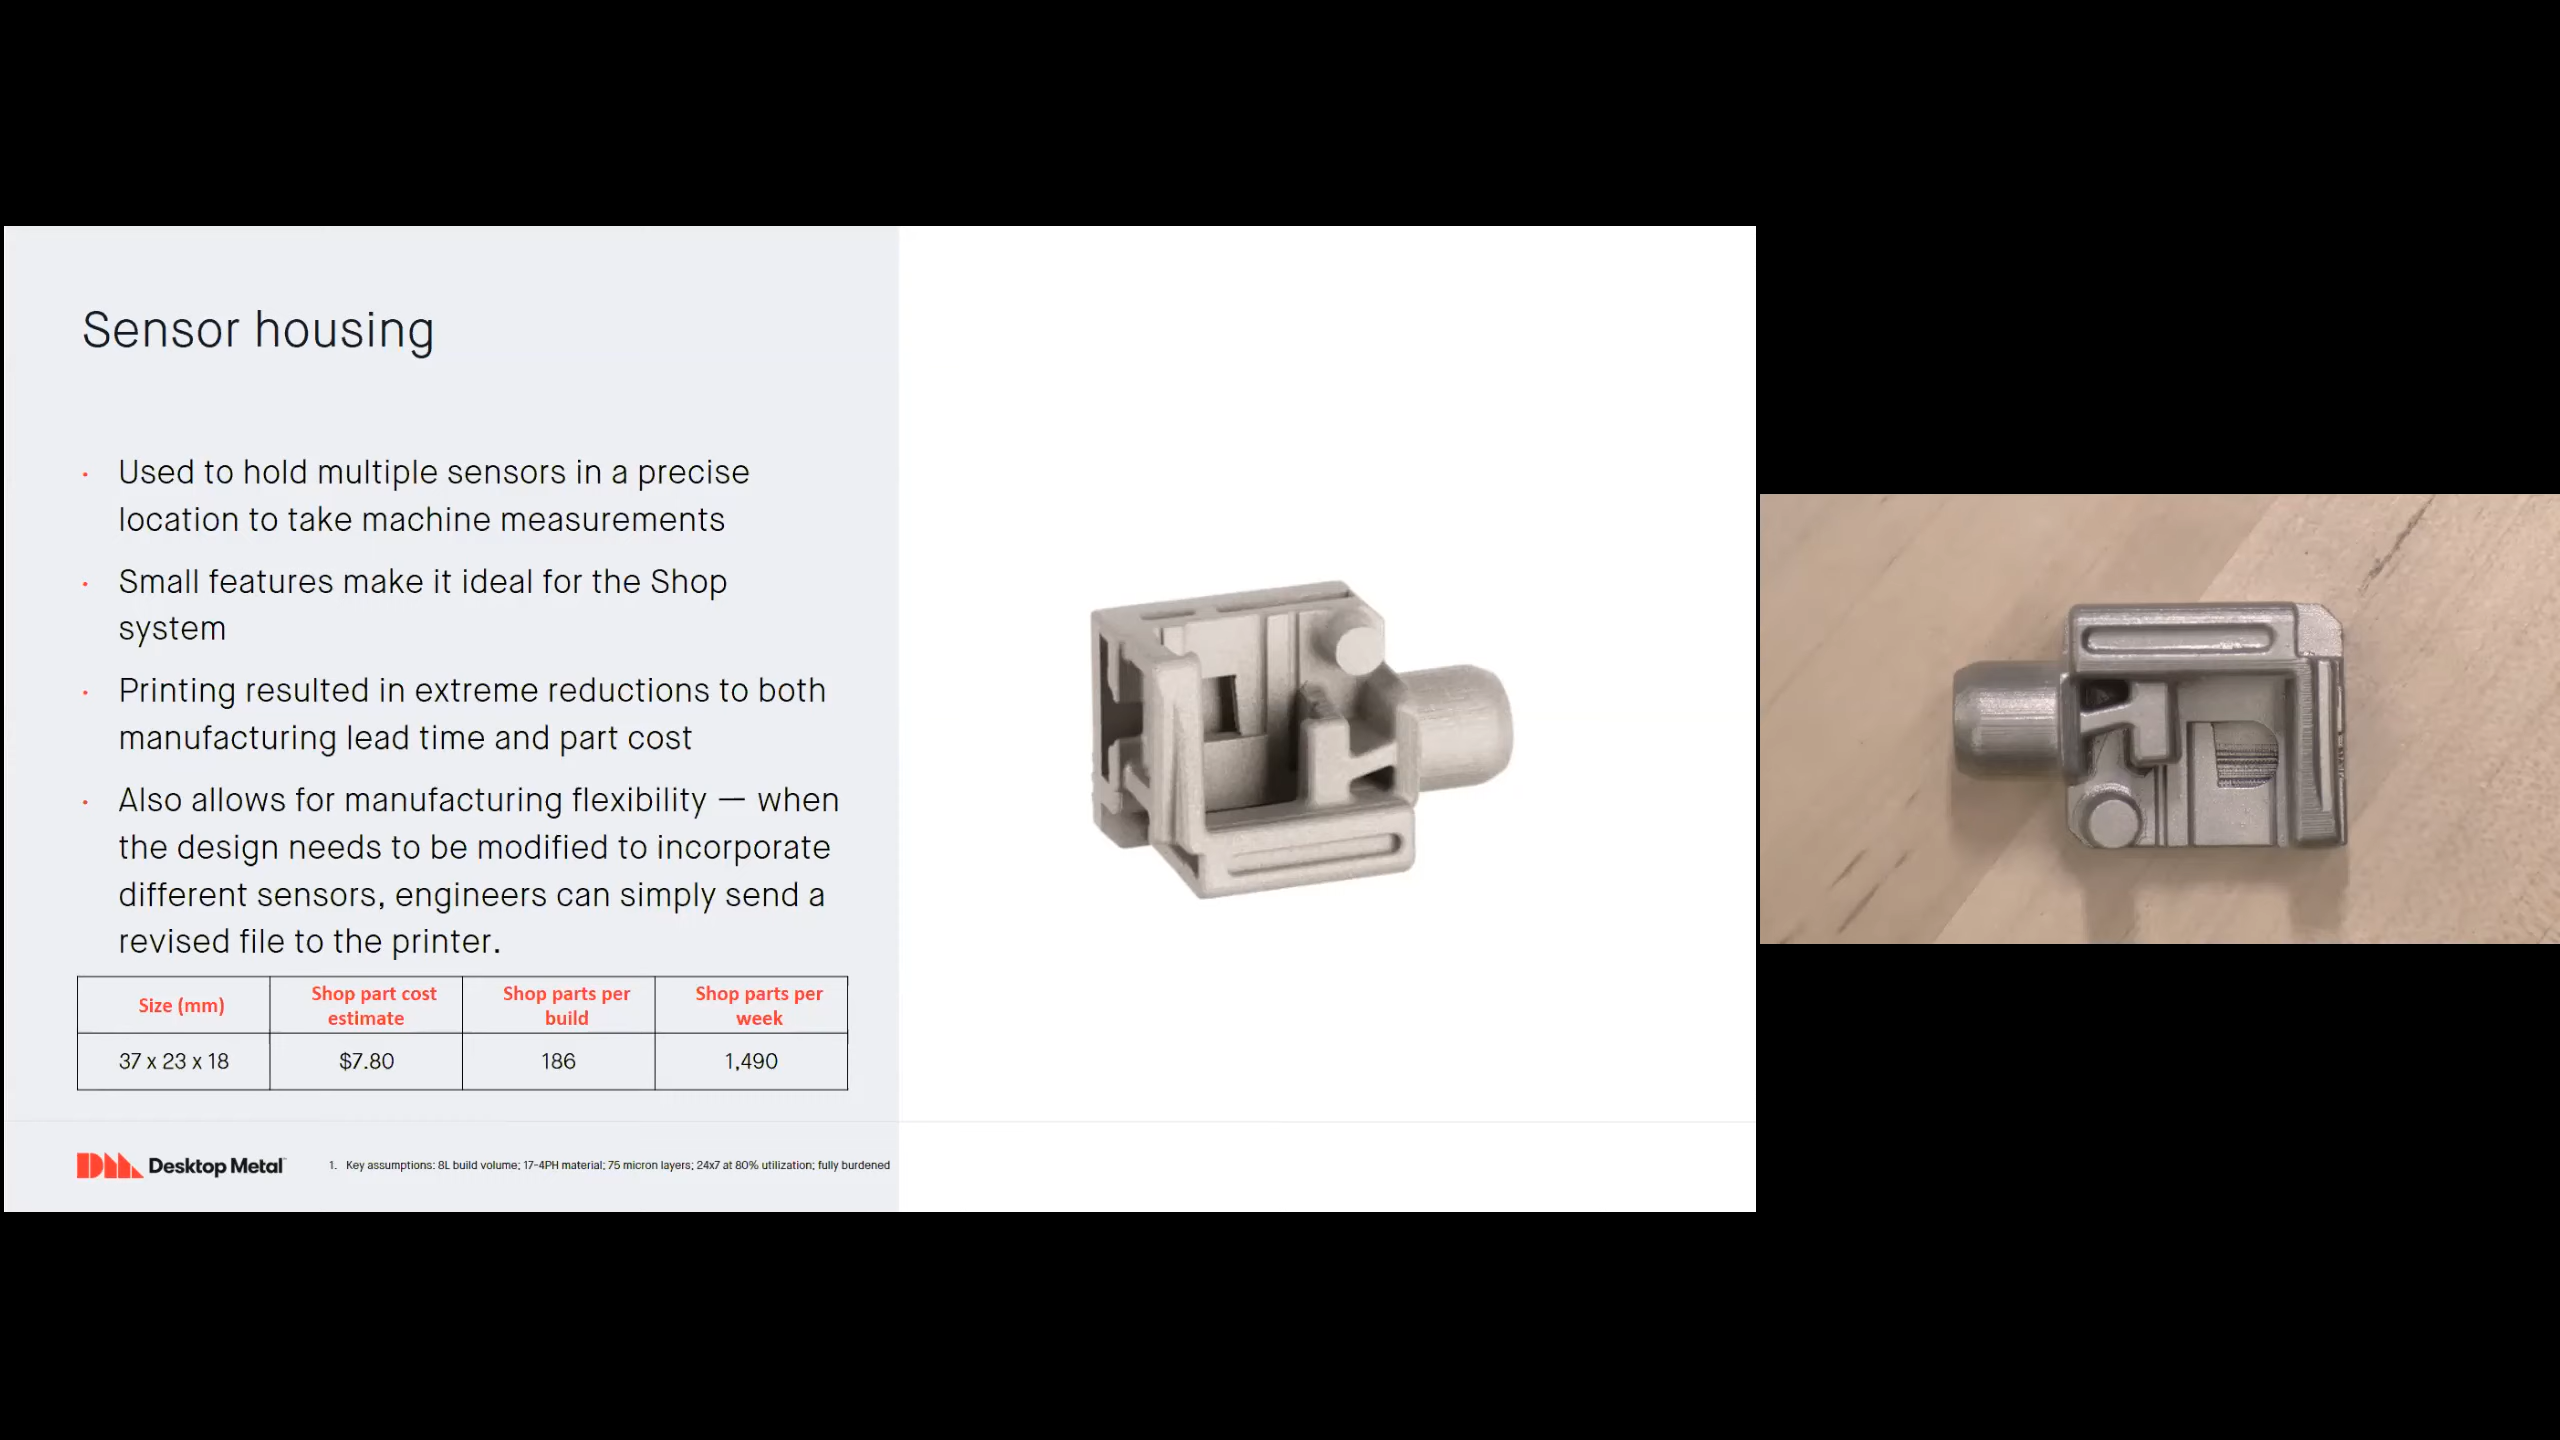 Sensor housing
· Used to hold multiple sensors in a precise
location to take machine measurements
· Small features make it ideal for the Shop
system
· Printing resulted in extreme reductions to both
manufacturing lead time and part cost
· Also allows for manufacturing flexibility — when
the design needs to be modified to incorporate
different sensors, engineers can simply send a
revised file to the printer.
Size (mm) Shop part cost estimate Shop parts per build Shop parts per week
37 x 23 x 18 $7.80 186 1,490
Desktop Metal 1. Key assumptions: 8L build volume; 17-4PH material; 75 micron layers; 24x7 at 80% utilization; fully burdened